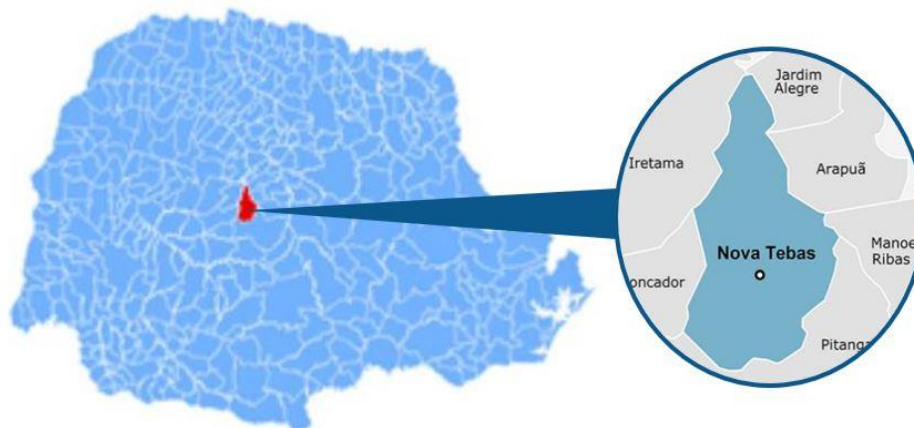 Jardim
Alegre
Iretama
Arapuã
Nova Tebas
Manoe
Ribas
oncador
Pitanga